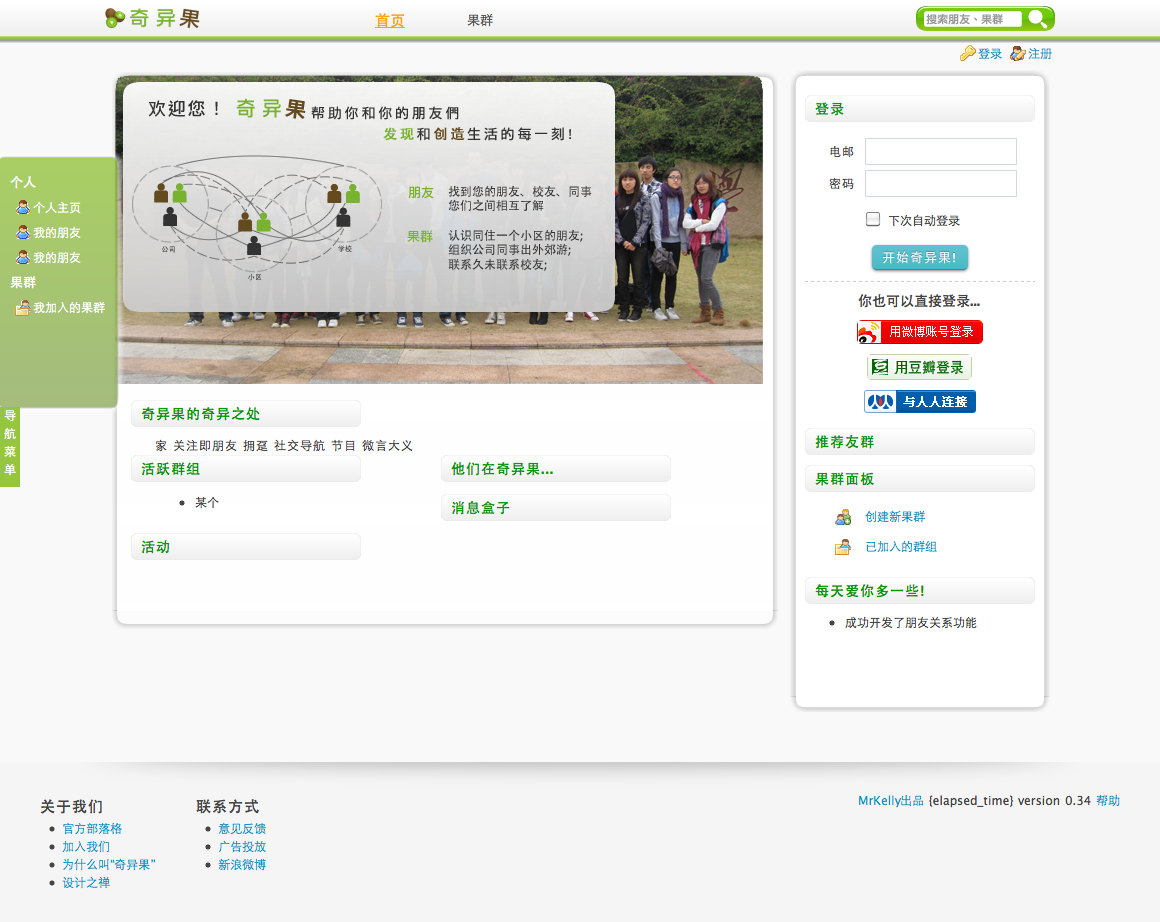 奇异果
首页
果群
搜索朋友、果群
登录
注册
欢迎您！ 奇异果 帮助你和你的朋友們
发现和创造生活的每一刻！
公司
小区
学校
朋友 找到您的朋友、校友、同事
您们之间相互了解
果群 认识同住一个小区的朋友;
组织公司同事出外郊游;
联系久未联系校友;
个人
个人主页
我的朋友
我的朋友
果群
我加入的果群
导
航
菜
单
奇异果的奇异之处
家 关注即朋友 拥趸 社交导航 节目 微言大义
活跃群组
某个
活动
他们在奇异果...
消息盒子
登录
电邮
密码
下次自动登录
开始奇异果!
你也可以直接登录...
用微博账号登录
用豆瓣登录
与人人连接
推荐友群
果群面板
创建新果群
已加入的群组
每天爱你多一些!
成功开发了朋友关系功能
关于我们
官方部落格
加入我们
为什么叫“奇异果”
设计之禅
联系方式
意见反馈
广告投放
新浪微博
MrKelly出品 {elapsed_time} version 0.34 帮助